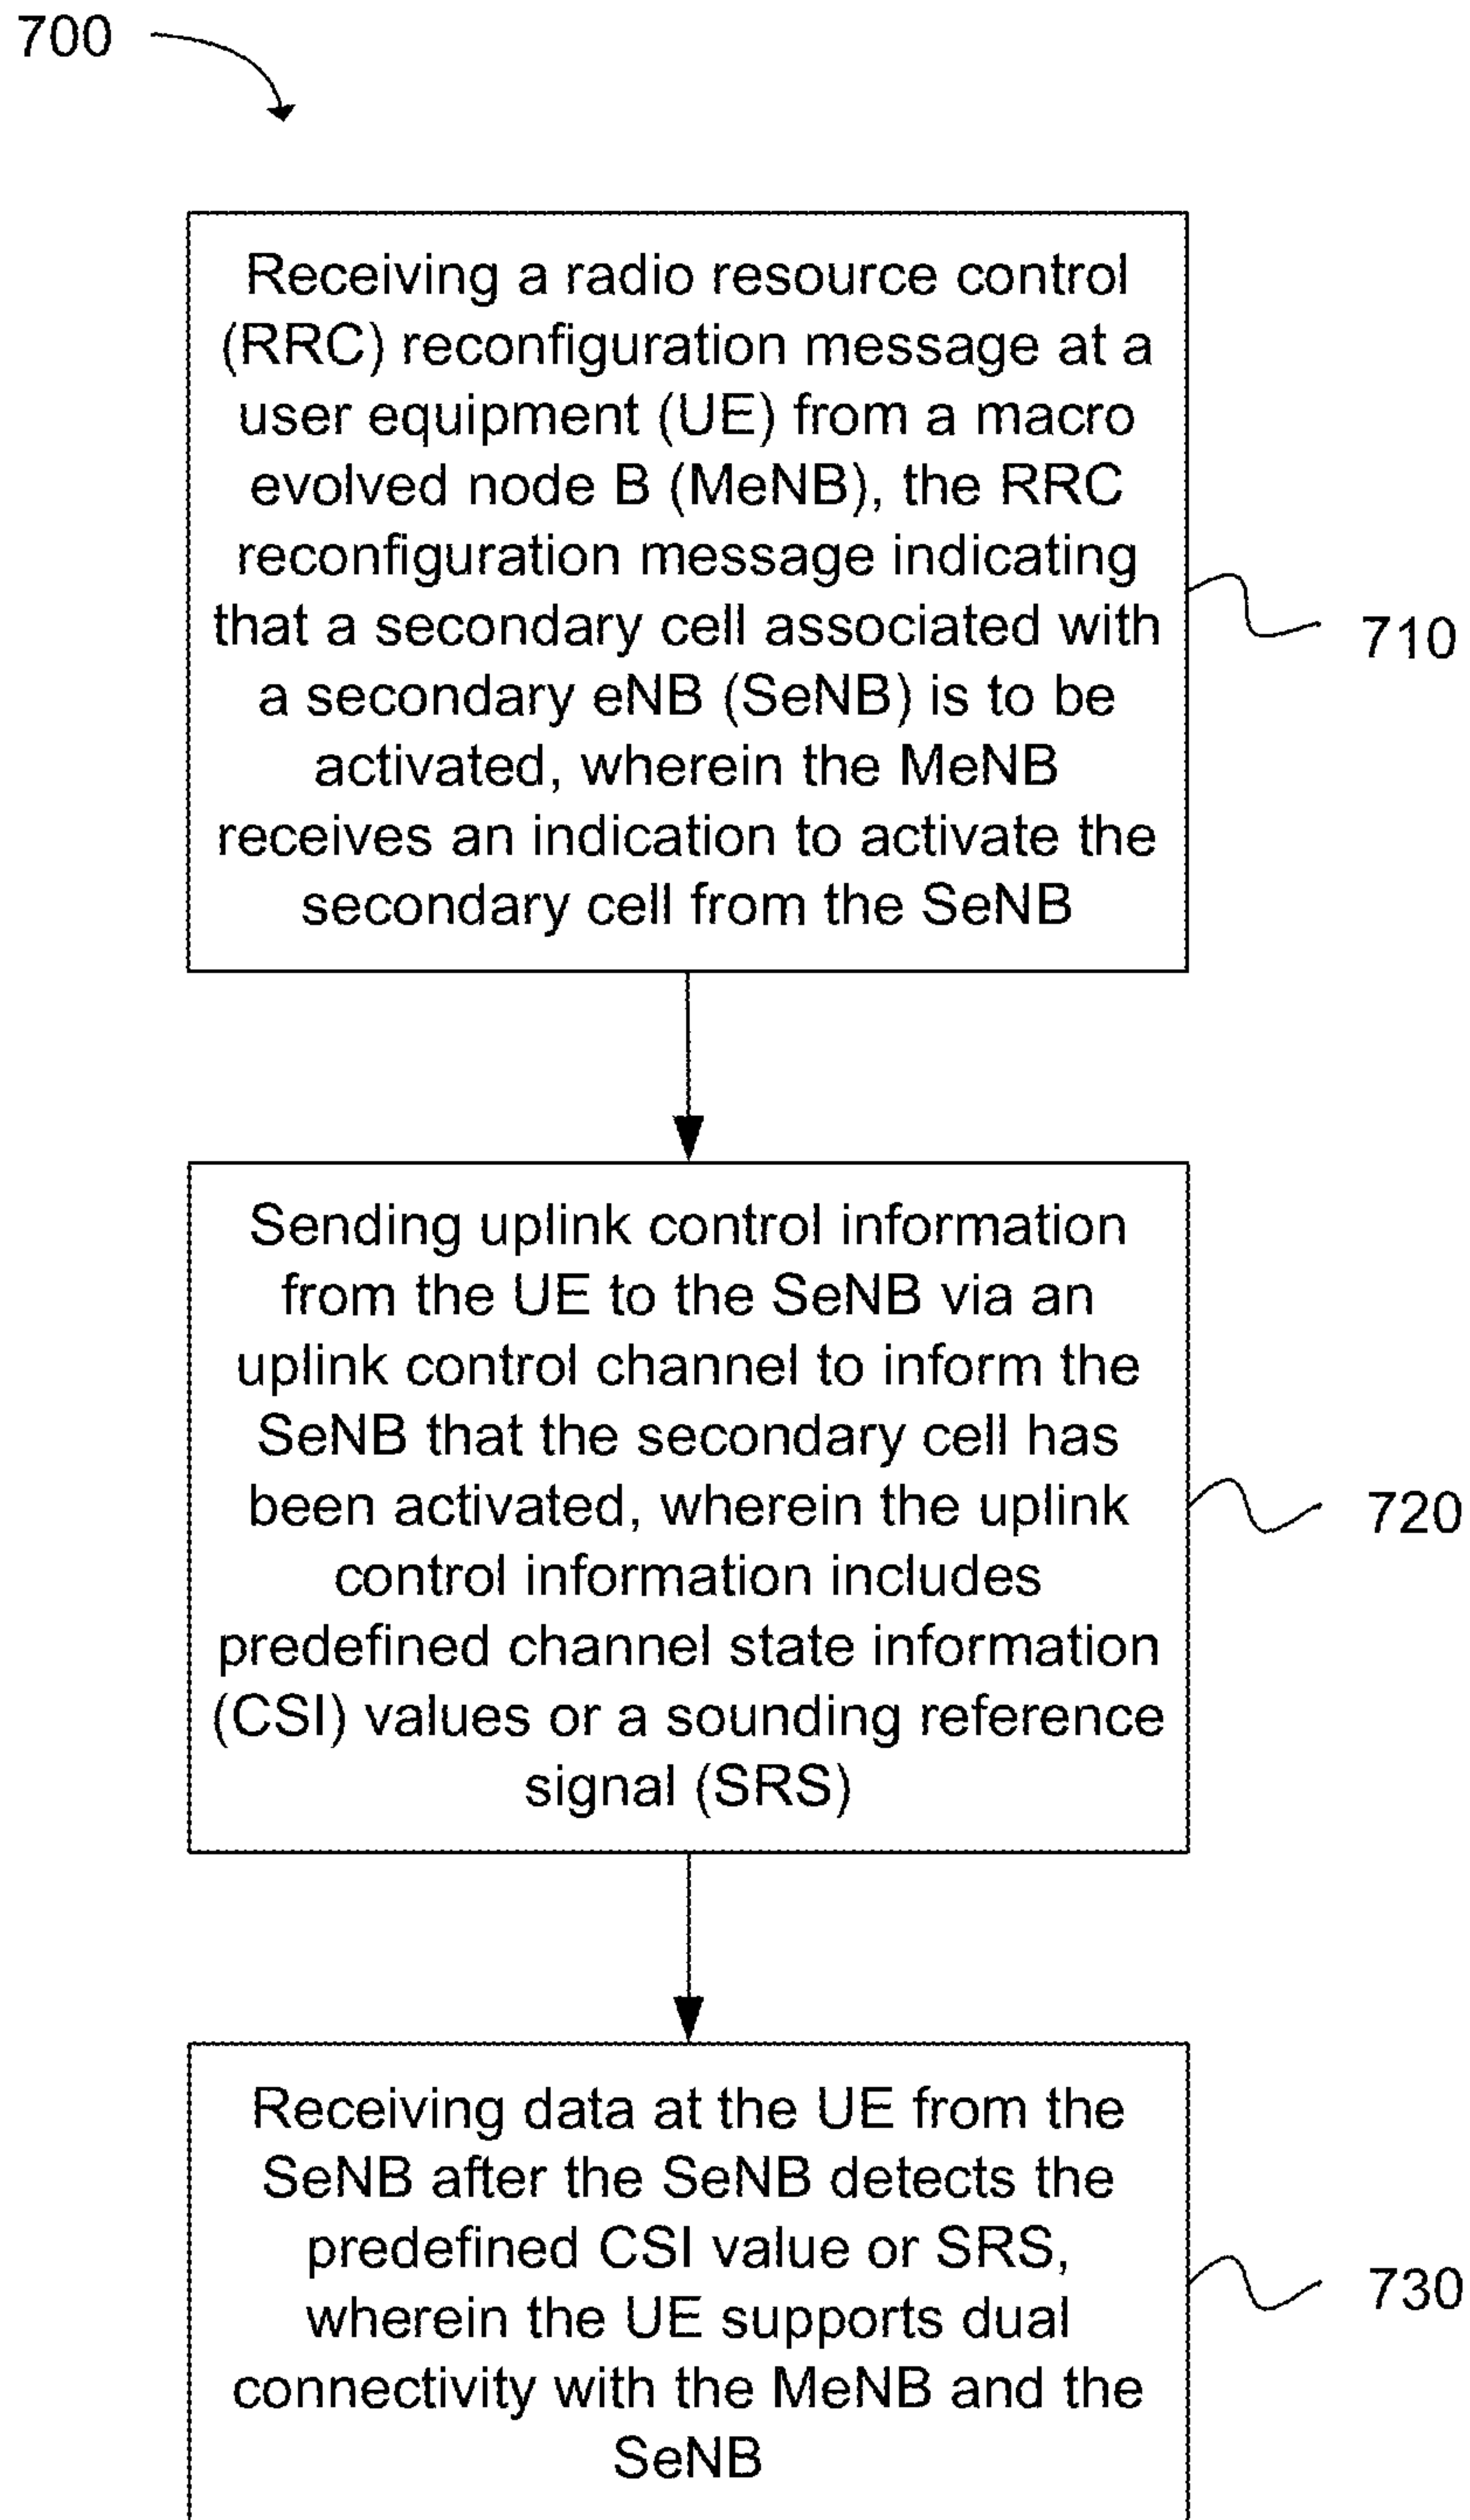 700
Receiving a radio resource control
(RRC) reconfiguration message at a
user equipment (UE) from a macro
evolved node B (MeNB), the RRC
reconfiguration message indicating
that a secondary cell associated with
a secondary eNB (SeNB) is to be
activated, wherein the MeNB
receives an indication to activate the
secondary cell from the SeNB
710
Sending uplink control information
from the UE to the SeNB via an
uplink control channel to inform the
SeNB that the secondary cell has
been activated, wherein the uplink
control information includes
predefined channel state information
(CSI) values or a sounding reference
signal (SRS)
720
Receiving data at the UE from the
SeNB after the SeNB detects the
predefined CSI value or SRS,
wherein the UE supports dual
connectivity with the MeNB and the
SeNB
730